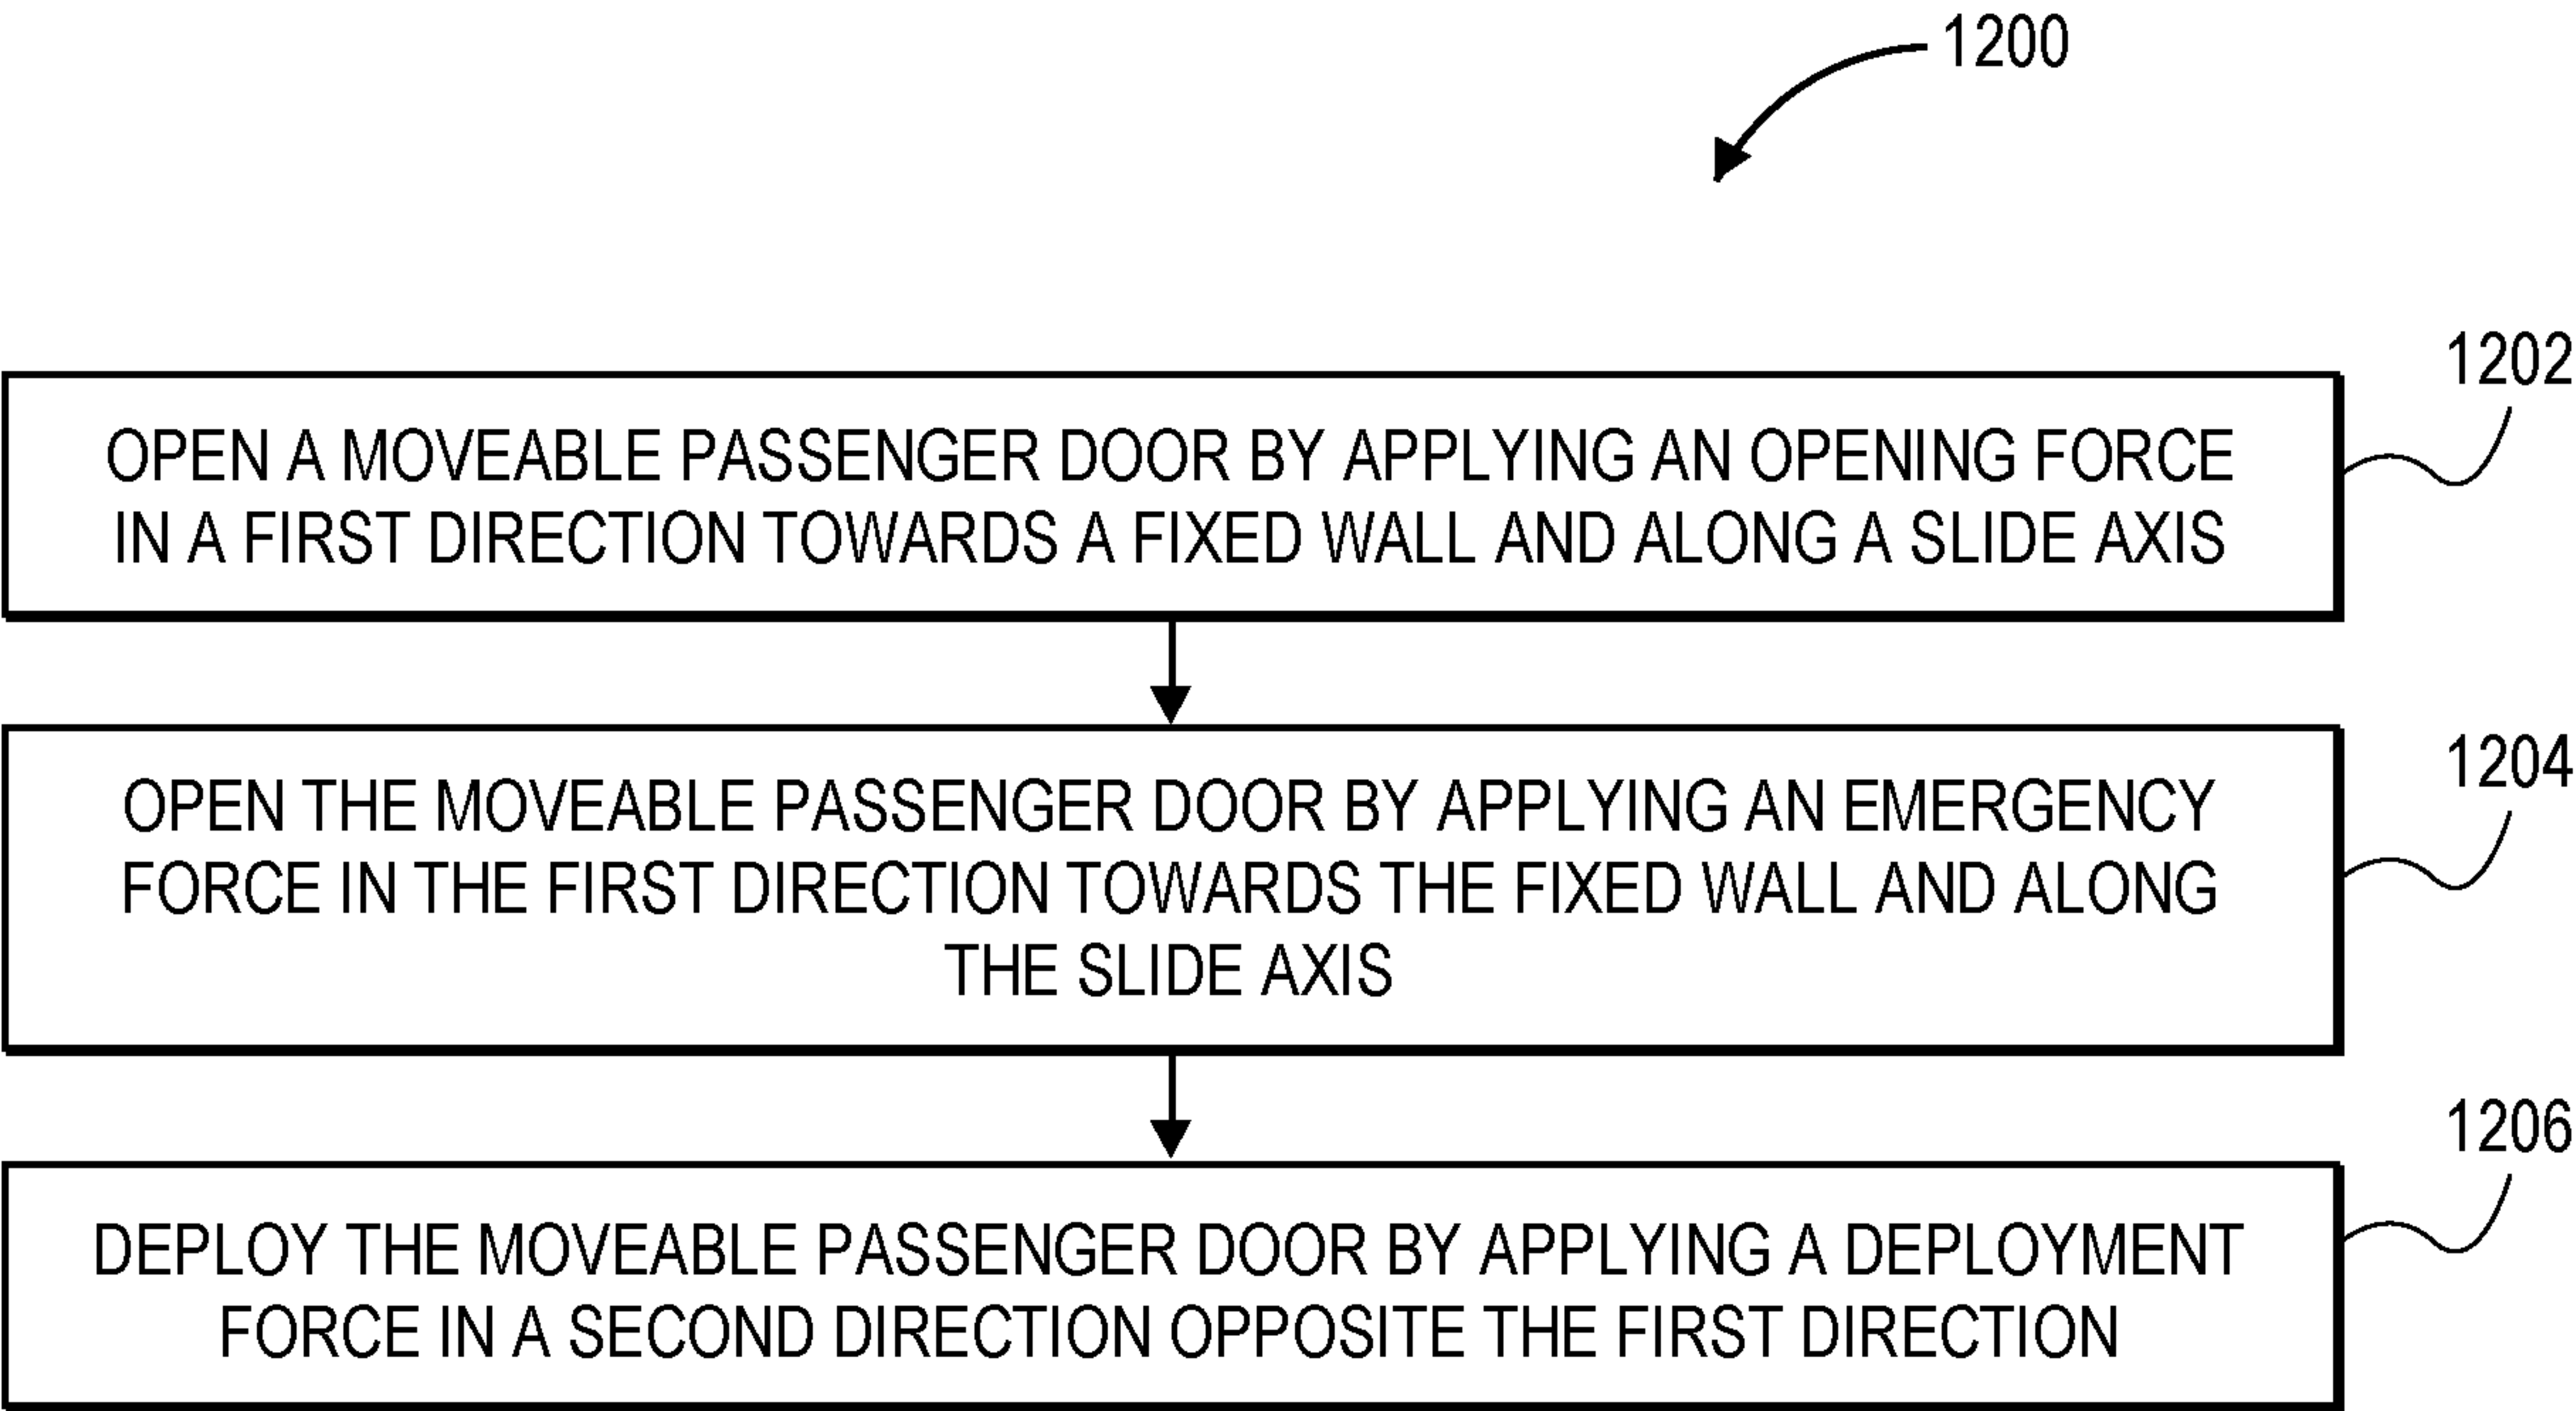 1200
1202
OPEN A MOVEABLE PASSENGER DOOR BY APPLYING AN OPENING FORCE
IN A FIRST DIRECTION TOWARDS A FIXED WALL AND ALONG A SLIDE AXIS
1204
OPEN THE MOVEABLE PASSENGER DOOR BY APPLYING AN EMERGENCY
FORCE IN THE FIRST DIRECTION TOWARDS THE FIXED WALL AND ALONG
THE SLIDE AXIS
1206
DEPLOY THE MOVEABLE PASSENGER DOOR BY APPLYING A DEPLOYMENT
FORCE IN A SECOND DIRECTION OPPOSITE THE FIRST DIRECTION